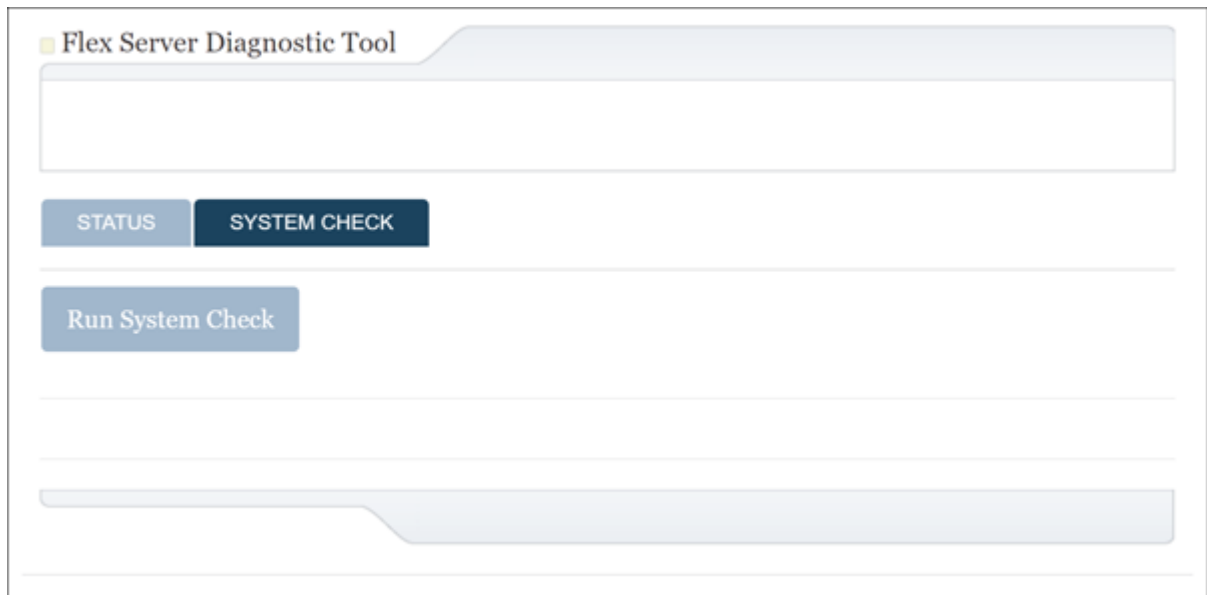 Flex Server Diagnostic Tool
STATUS SYSTEM CHECK
Run System Check